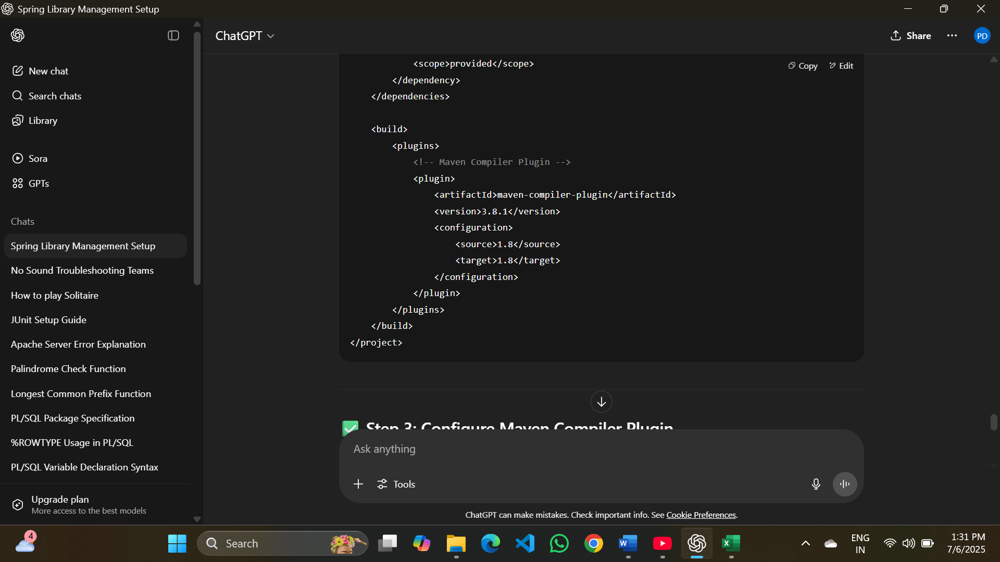 Spring Library Management Setup
ChatGPT
Share
PD
New chat
Search chats
Library
Sora
GPTs
Chats
Spring Library Management Setup
No Sound Troubleshooting Teams
How to play Solitaire
JUnit Setup Guide
Apache Server Error Explanation
Palindrome Check Function
Longest Common Prefix Function
PL/SQL Package Specification
%ROWTYPE Usage in PL/SQL
PL/SQL Variable Declaration Syntax
Upgrade plan
More access to the best models
Copy
Edit
<scope>provided</scope>
</dependency>
</dependencies>
<build>
<plugins>
<!-- Maven Compiler Plugin -->
<plugin>
<artifactId>maven-compiler-plugin</artifactId>
<version>3.8.1</version>
<configuration>
<source>1.8</source>
<target>1.8</target>
</configuration>
</plugin>
</plugins>
</build>
</project>
Step 3: Configure Maven Compiler Plugin
Ask anything
Tools
ChatGPT can make mistakes. Check important info. See Cookie Preferences.
4
Search
ENG
IN
1:31 PM
7/6/2025